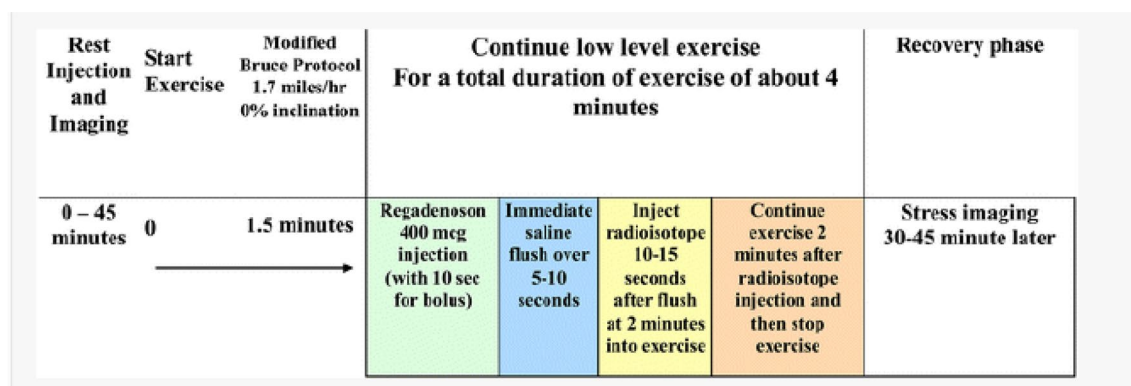 Rest
Injection
and
Imaging
Start
Exercise
Modified
Bruce Protocol
1.7 miles/hr
0% inclination
Continue low level exercise
For a total duration of exercise of about 4
minutes
Recovery phase
0 – 45
minutes
0
1.5 minutes
Regadenoson
400 mcg
injection
(with 10 sec
for bolus)
Immediate
saline
flush over
5-10
seconds
Inject
radioisotope
10-15
seconds
after flush
at 2 minutes
into exercise
Continue
exercise 2
minutes after
radioisotope
injection and
then stop
exercise
Stress imaging
30-45 minute later